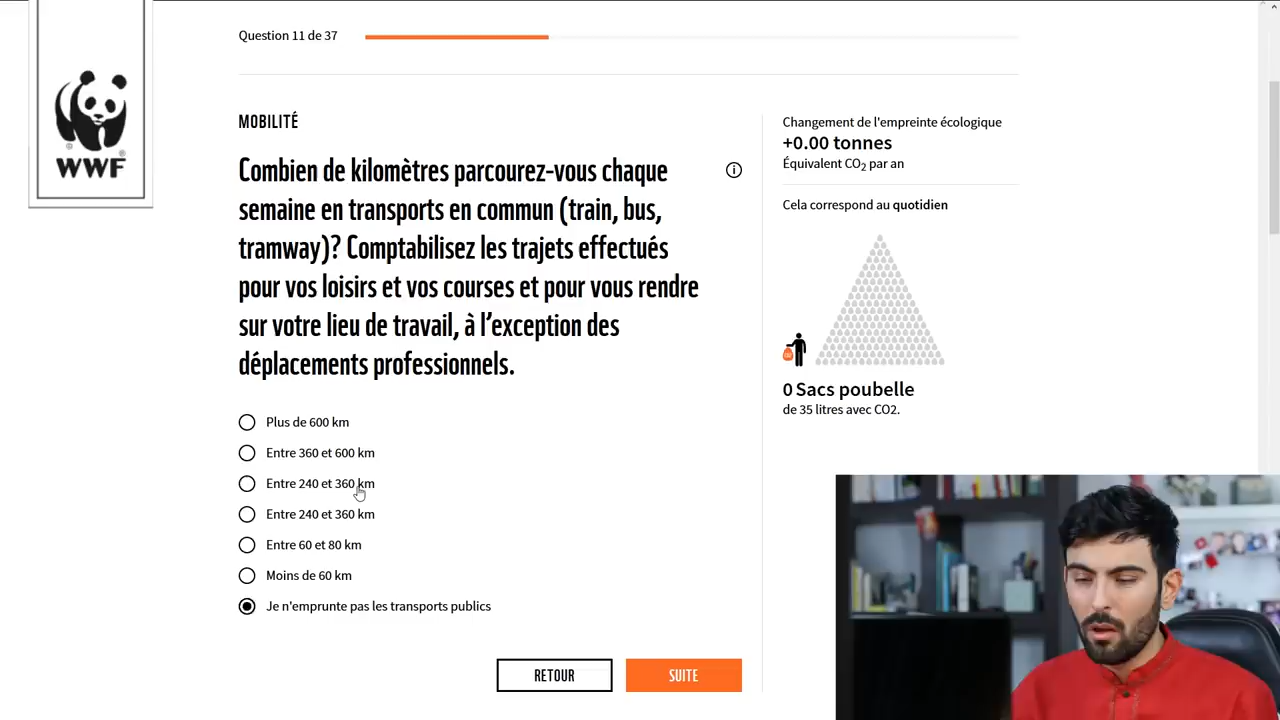 Question 11 de 37
WWF
MOBILITÉ
Combien de kilomètres parcourez-vous chaque
semaine en transports en commun (train, bus,
tramway)? Comptabilisez les trajets effectués
pour vos loisirs et vos courses et pour vous rendre
sur votre lieu de travail, à l'exception des
déplacements professionnels.
Plus de 600 km
Entre 360 et 600 km
Entre 240 et 360 km
Entre 240 et 360 km
Entre 60 et 80 km
Moins de 60 km
Je n'emprunte pas les transports publics
RETOUR
SUITE
Changement de l'empreinte écologique
+0.00 tonnes
Équivalent CO2 par an
Cela correspond au quotidien
0 Sacs poubelle
de 35 litres avec CO2.